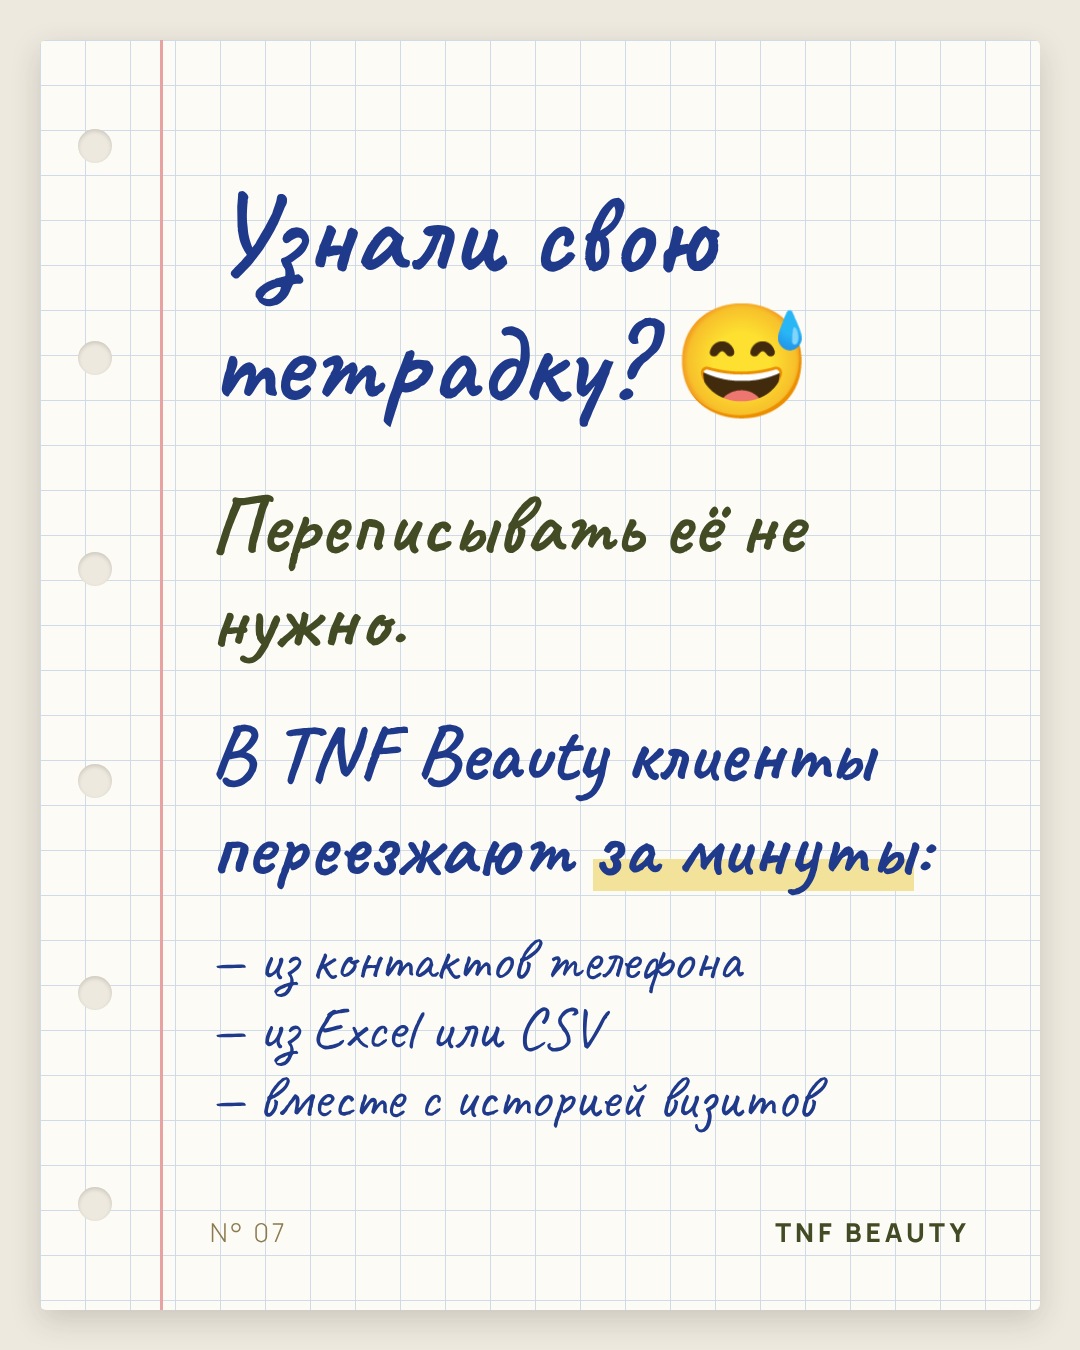 Узнали свою
тетрадку? 😅
Переписывать её не
нужно.
В TNF Beauty клиенты
переезжают за минуты:
— из контактов телефона
— из Excel или CSV
— вместе с историей визитов
N° 07
TNF BEAUTY